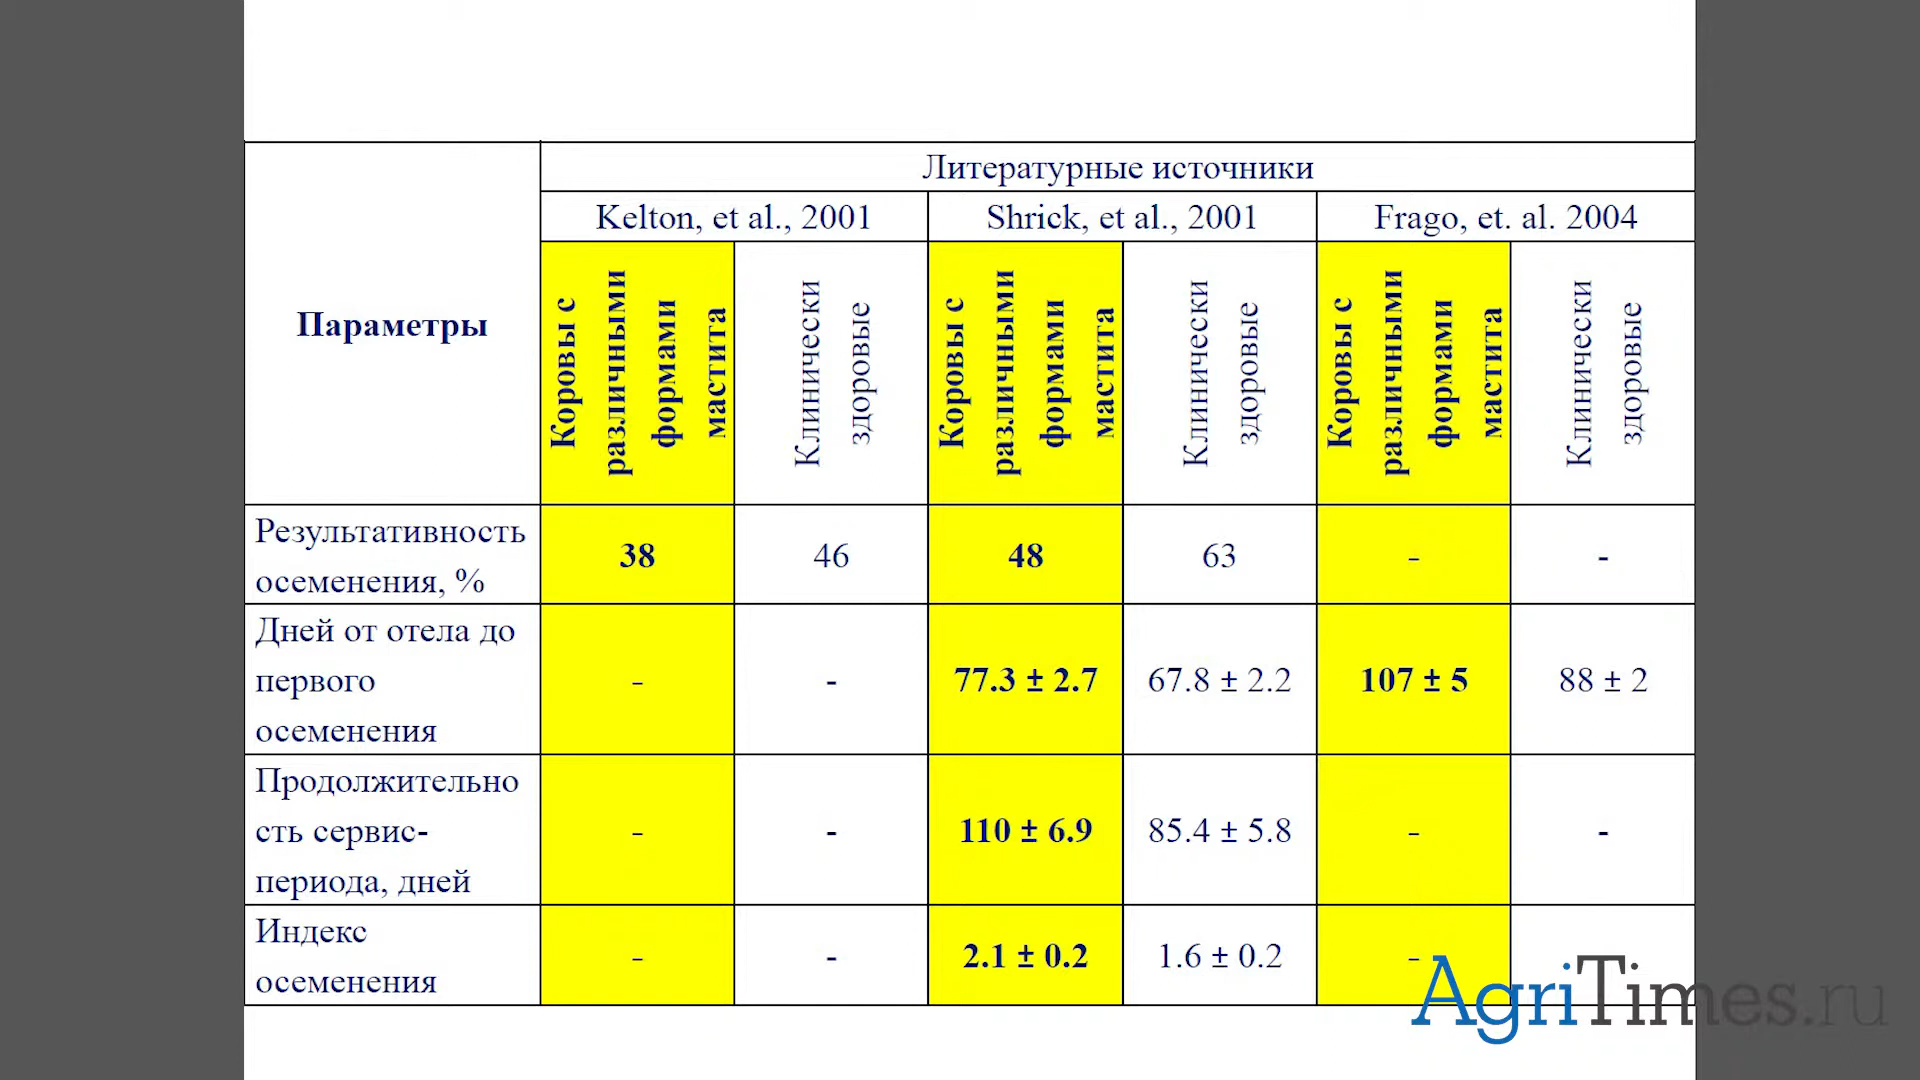 Литературные источники
Kelton, et al., 2001
Shrick, et al., 2001
Frago, et. al. 2004
Параметры
Коровы с
различными
формами
мастита
Клинически
здоровые
Коровы с
различными
формами
мастита
Клинически
здоровые
Коровы с
различными
формами
мастита
Клинически
здоровые
Результативность
осеменения, %
38
46
48
63
-
-
Дней от отела до
первого
осеменения
-
-
77.3 ± 2.7
67.8 ± 2.2
107 ± 5
88 ± 2
Продолжительно
сть сервис-
периода, дней
-
-
110 ± 6.9
85.4 ± 5.8
-
-
Индекс
осеменения
-
-
2.1 ± 0.2
1.6 ± 0.2
-
AgriTimes.ru